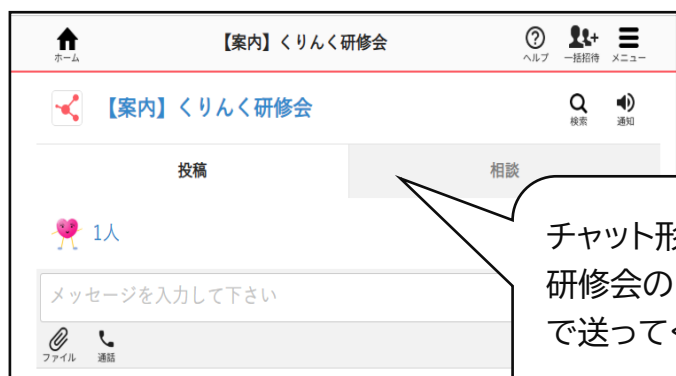 【案内】くりんく研修会
ホーム
ヘルプ
一括招待
メニュー
【案内】くりんく研修会
検索
通知
投稿
相談
1人
メッセージを入力して下さい
ファイル
通話
チャット形
研修会の
で送って